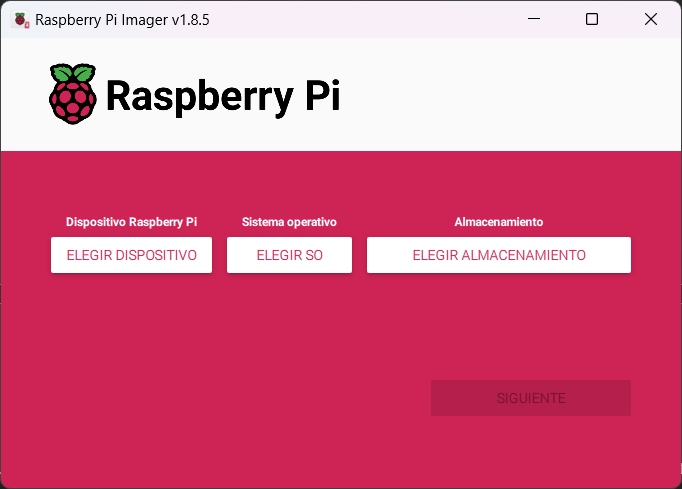 Raspberry Pi Imager v1.8.5
Raspberry Pi
Dispositivo Raspberry Pi
Sistema operativo
Almacenamiento
ELEGIR DISPOSITIVO
ELEGIR SO
ELEGIR ALMACENAMIENTO
SIGUIENTE